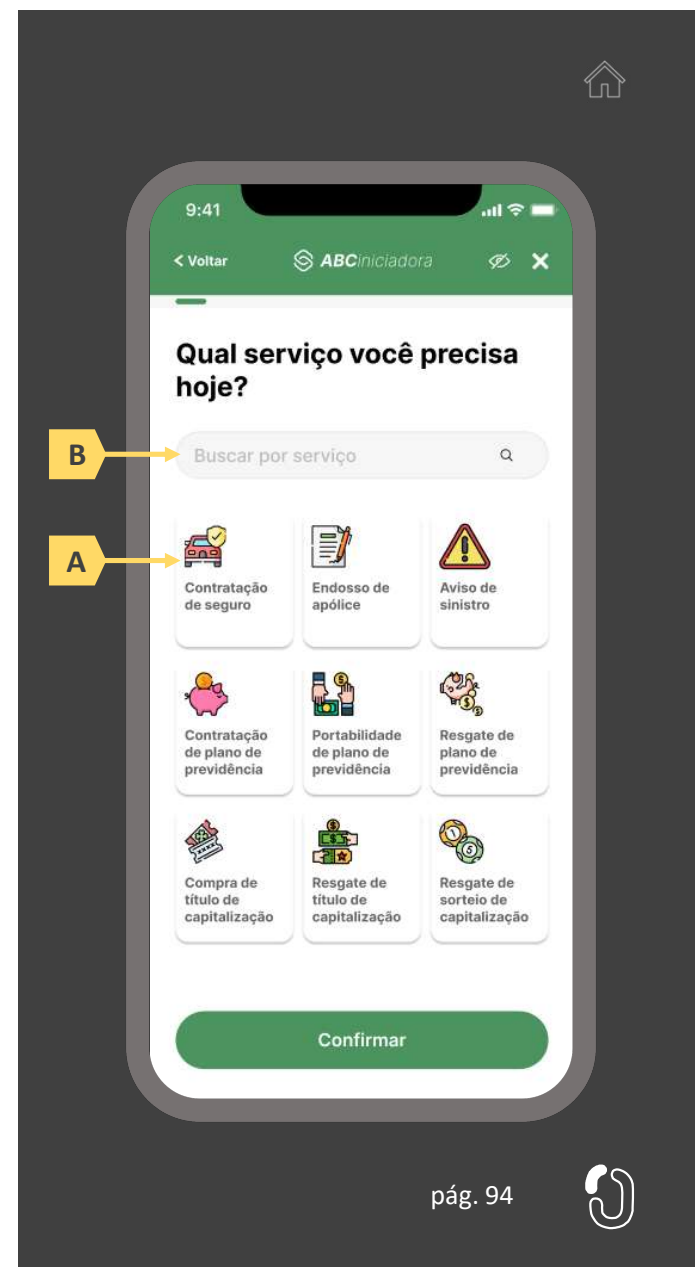 9:41
< Voltar
ABCiniciadora
Qual serviço você precisa
hoje?
B
Buscar por serviço
A
Contratação
de seguro
Endosso de
apólice
Aviso de
sinistro
Contratação
de plano de
previdência
Portabilidade
de plano de
previdência
Resgate de
plano de
previdência
Compra de
título de
capitalização
Resgate de
título de
capitalização
Resgate de
sorteio de
capitalização
Confirmar
pág. 94